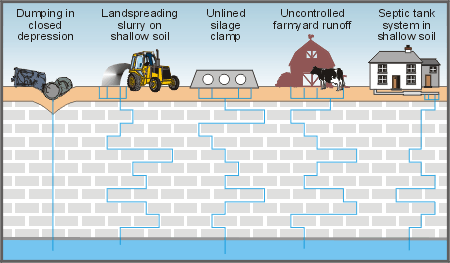 Dumping in
closed
depression
Landspreading
slurry on
shallow soil
Unlined
silage
clamp
Uncontrolled
farmyard runoff
Septic tank
system in
shallow soil